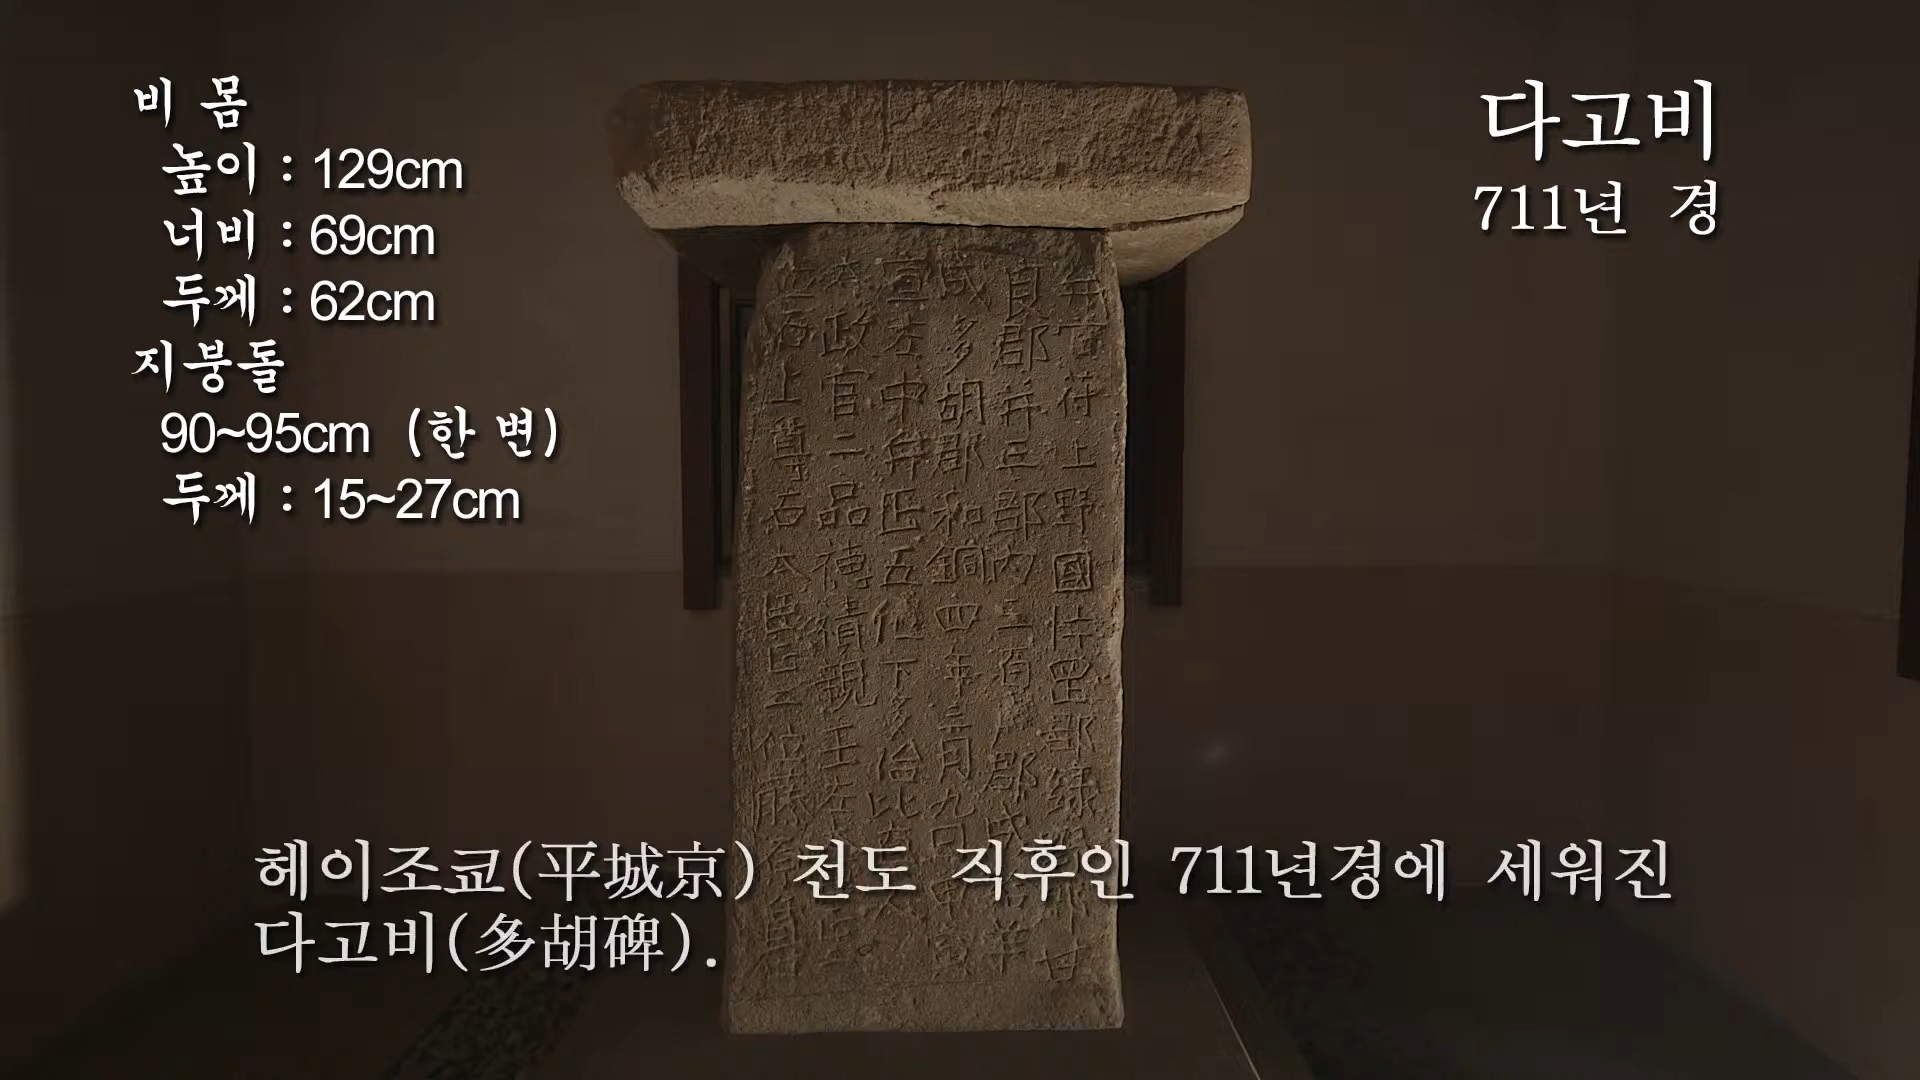 비 몸
높이 : 129cm
너비 : 69cm
두께 : 62cm
지붕돌
90~95cm (한 변)
두께 : 15~27cm
다고비
711년 경
弁官符上野國片罡郡緑野郡甘
良郡并三郡内三百戸郡成給羊
成多胡郡和銅四年三月九日甲寅
宣左中弁正五位下多治比真人
太政官二品穂積親王左太臣正二
位石上尊右太臣正二位藤原尊
헤이조쿄(平城京) 천도 직후인 711년경에 세워진
다고비(多胡碑).